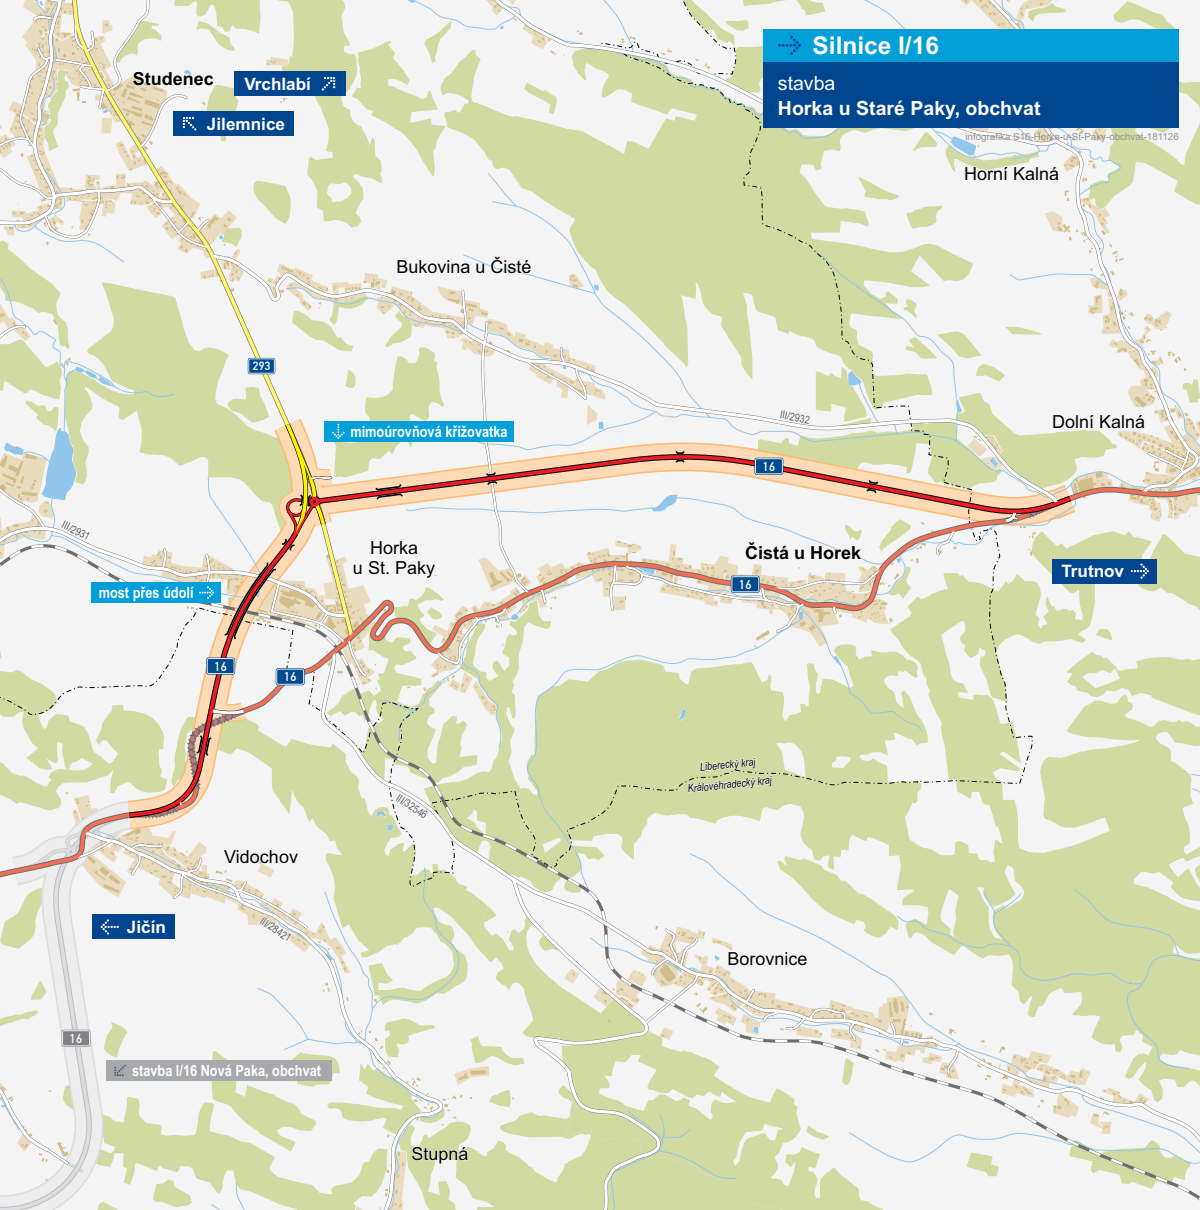 Silnice I/16
stavba
Horka u Staré Paky, obchvat
infografika S16-Horka-u-St-Paky-obchvat-181126
Studenec
Vrchlabí
Jilemnice
Horní Kalná
Bukovina u Čisté
293
III/2932
Dolní Kalná
mimoúrovňová křižovatka
16
III/2931
Horka
u St. Paky
Čistá u Horek
Trutnov
16
most přes údolí
16
16
Liberecký kraj
Královéhradecký kraj
III/32546
Vidochov
Jičín
III/28421
Borovnice
16
stavba I/16 Nová Paka, obchvat
Stupná